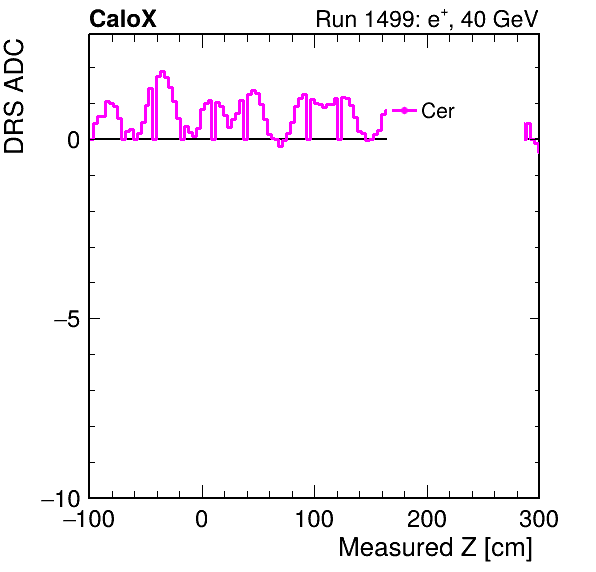 CaloX Run 1499: e⁺, 40 GeV
DRS ADC
Cer
0
−5
−10
−100 0 100 200 300
Measured Z [cm]